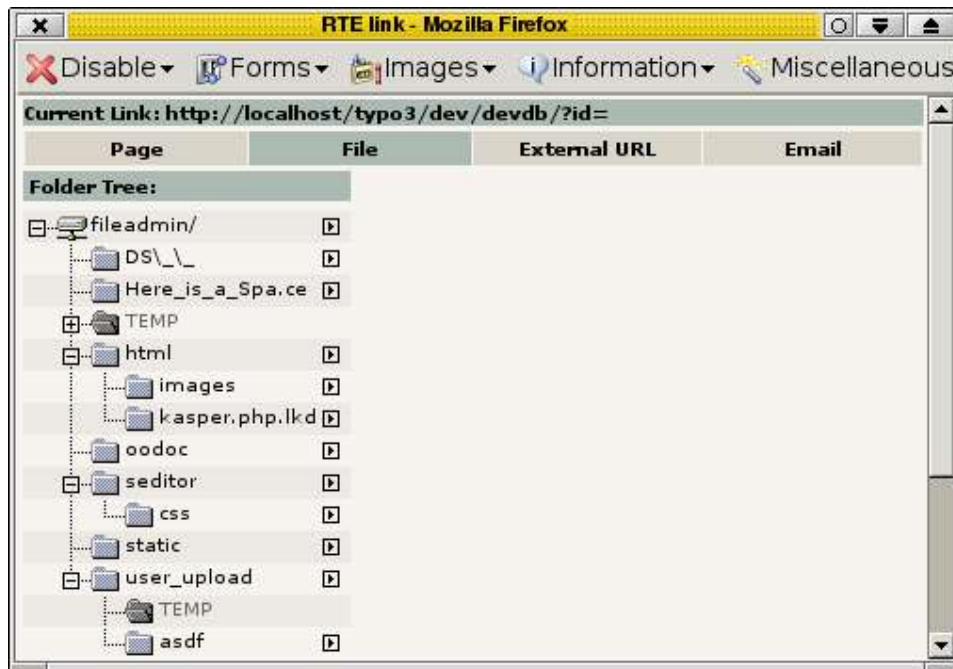 RTE link - Mozilla Firefox
Disable Forms Images Information Miscellaneous
Current Link: http://localhost/typo3/dev/devdb/?id=
Page File External URL Email
Folder Tree:
fileadmin/
DS\_\_
Here_is_a_Spa.ce
TEMP
html
images
kasper.php.lkd
oodoc
seditor
css
static
user_upload
TEMP
asdf